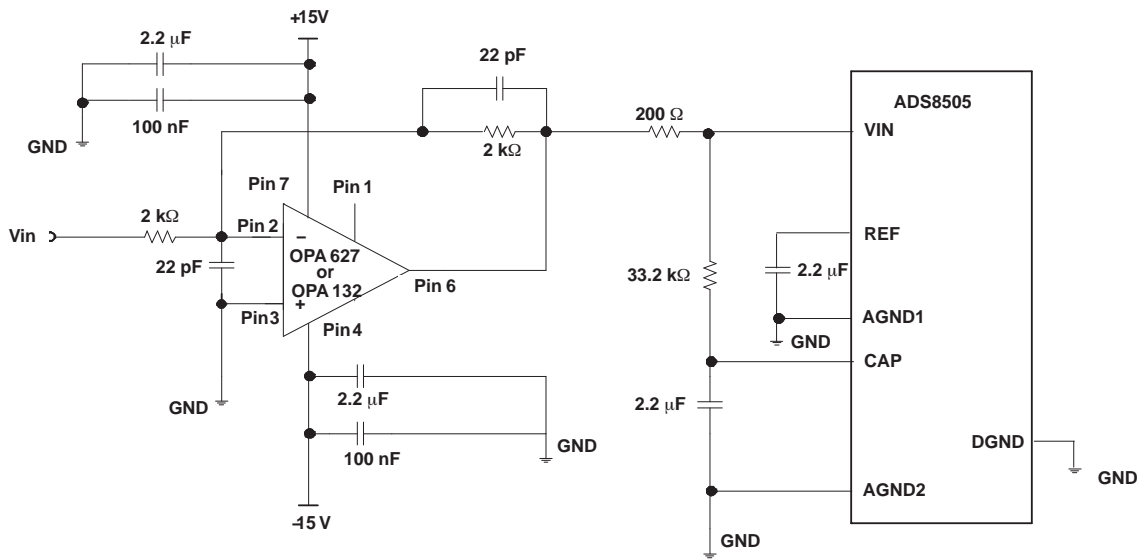 +15V
2.2 μF
22 pF
ADS8505
100 nF
200 Ω
VIN
GND
2 kΩ
Pin 7
Pin 1
2 kΩ
Pin 2
Vin
−
REF
OPA 627
or
OPA 132
22 pF
33.2 kΩ
2.2 μF
Pin 6
+
Pin3
Pin 4
AGND1
GND
CAP
GND
2.2 μF
2.2 μF
GND
DGND
100 nF
GND
AGND2
-15 V
GND